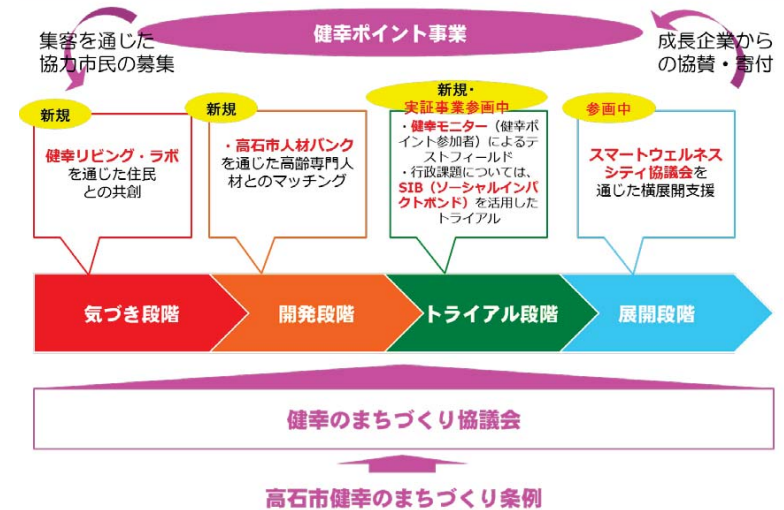 健幸ポイント事業
集客を通じた
協力市民の募集
成長企業から
の協賛・寄付
新規
健幸リビング・ラボ
を通じた住民
との共創
新規
・高石市人材バンク
を通じた高齢専門人
材とのマッチング
新規・
実証事業参画中
・健幸モニター（健幸ポ
イント参加者）によるテ
ストフィールド
・行政課題については、
SIB（ソーシャルインパ
クトボンド）を活用した
トライアル
参画中
スマートウェルネス
シティ協議会を
通じた横展開支援
気づき段階
開発段階
トライアル段階
展開段階
健幸のまちづくり協議会
高石市健幸のまちづくり条例